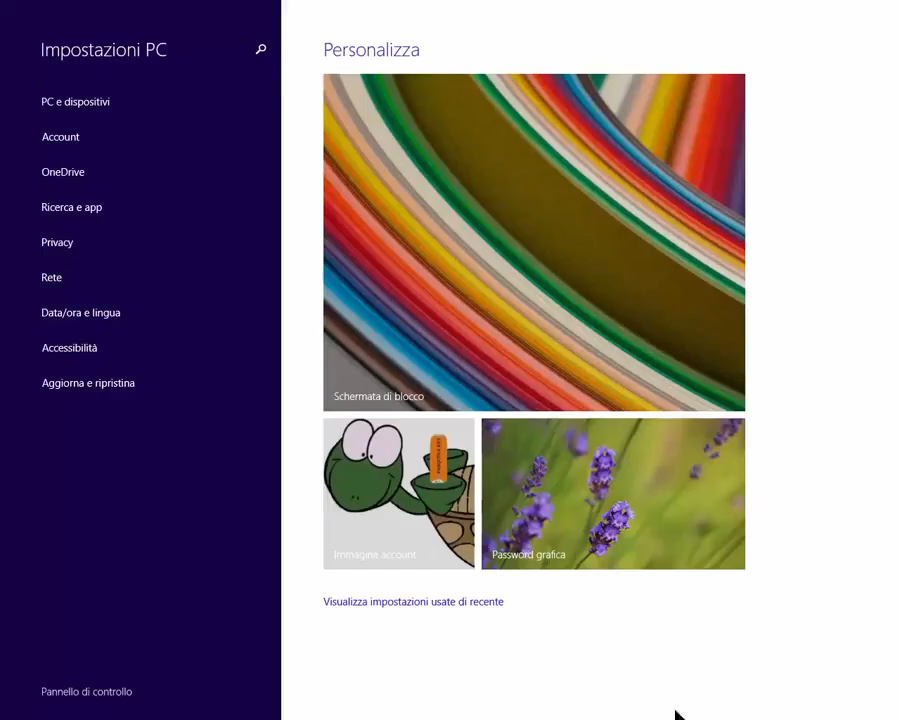 Impostazioni PC
PC e dispositivi
Account
OneDrive
Ricerca e app
Privacy
Rete
Data/ora e lingua
Accessibilità
Aggiorna e ripristina
Pannello di controllo
Personalizza
Schermata di blocco
Immagine account
Password grafica
Visualizza impostazioni usate di recente